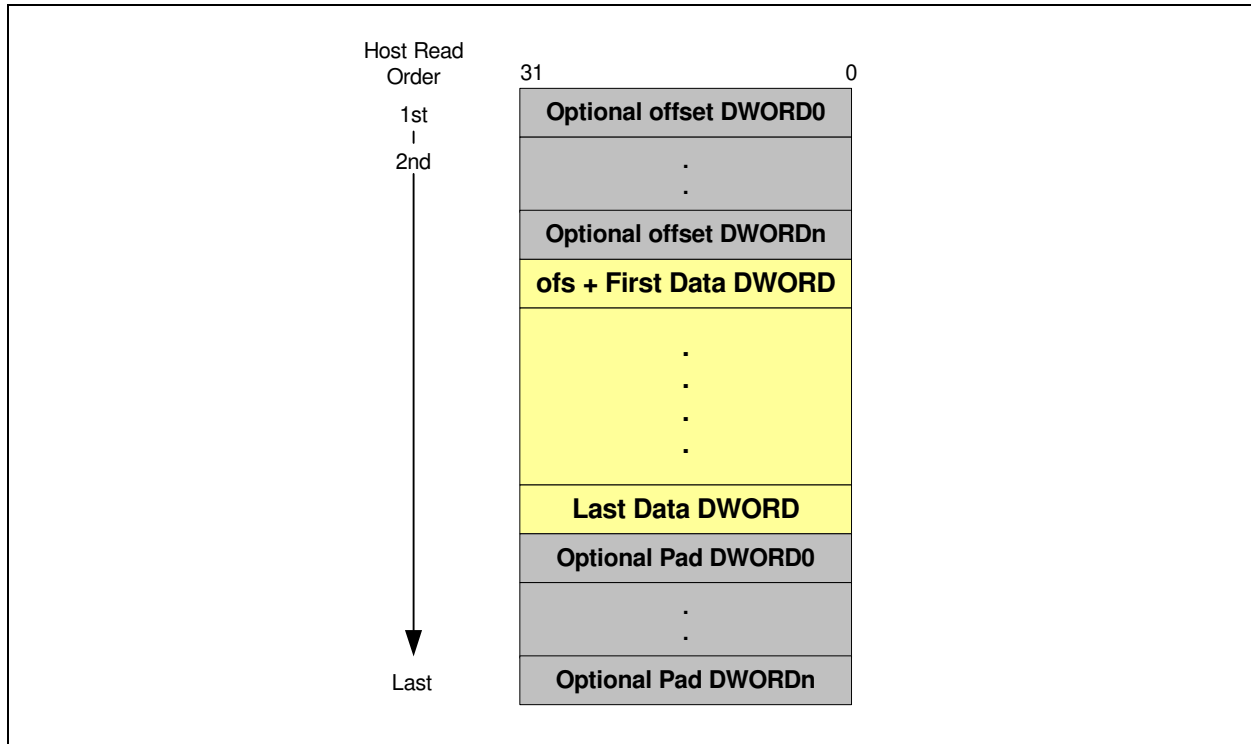 Host Read
Order
31
0
1st
2nd
Optional offset DWORD0
.
.
Optional offset DWORDn
ofs + First Data DWORD
.
.
.
.
Last Data DWORD
Optional Pad DWORD0
.
.
Optional Pad DWORDn
Last